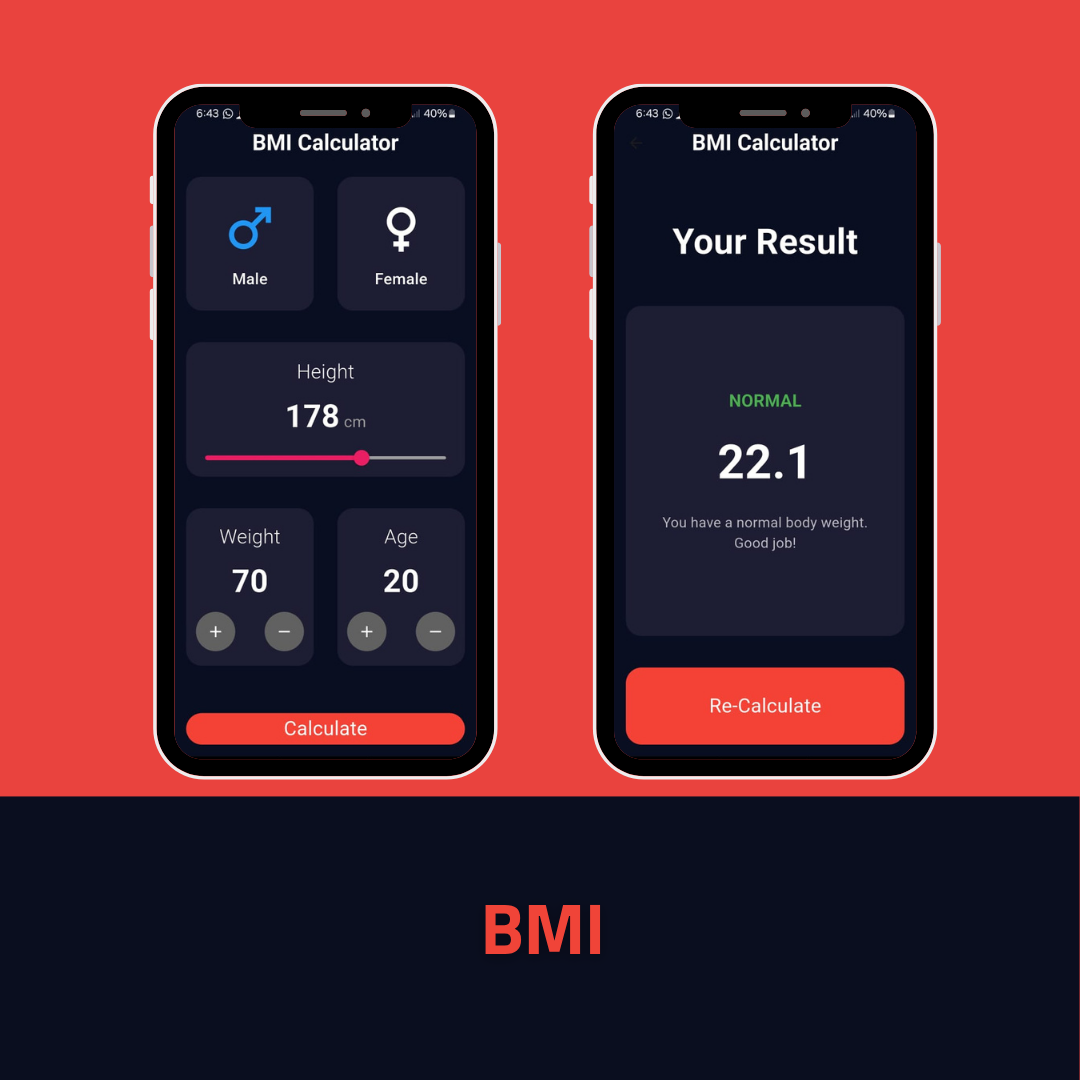 6:43
40%
BMI Calculator
Male
Female
Height
178 cm
Weight
70
+ −
Age
20
+ −
Calculate
6:43
40%
BMI Calculator
Your Result
NORMAL
22.1
You have a normal body weight.
Good job!
Re-Calculate
BMI